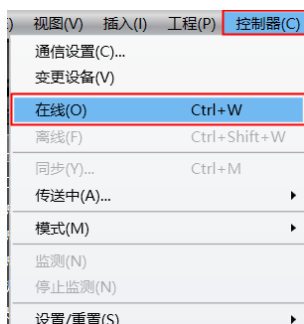 视图(V) 插入(I) 工程(P) 控制器(C)
通信设置(C)...
变更设备(V)
在线(O) Ctrl+W
离线(F) Ctrl+Shift+W
同步(Y)... Ctrl+M
传送中(A)...
模式(M)
监测(N)
停止监测(N)
设置/重置(S)